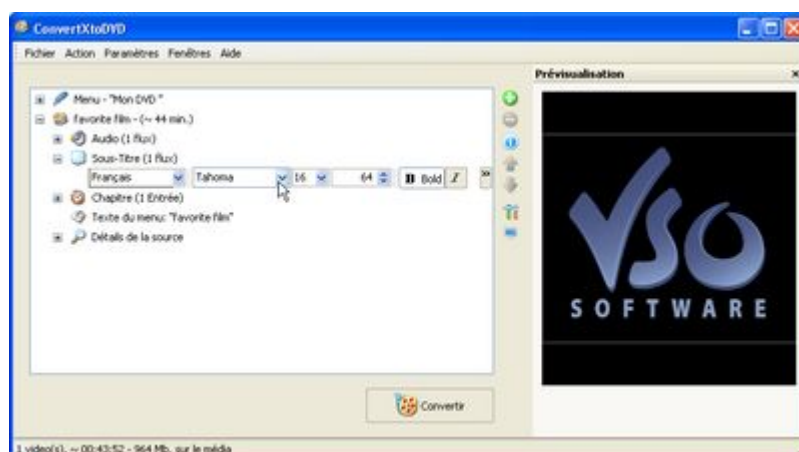 ConvertXtoDVD
Fichier Action Paramètres Fenêtres Aide
Prévisualisation
Menu - "Mon DVD "
favorite film - (~ 44 min.)
Audio (1 flux)
Sous-Titre (1 flux)
Français Tahoma 16 64 B Bold I
Chapitre (1 Entrée)
Texte du menu: "Favorite film"
Détails de la source
VSO
SOFTWARE
Convertir
1 video(s), ~ 00:43:52 - 964 Mb, sur le média